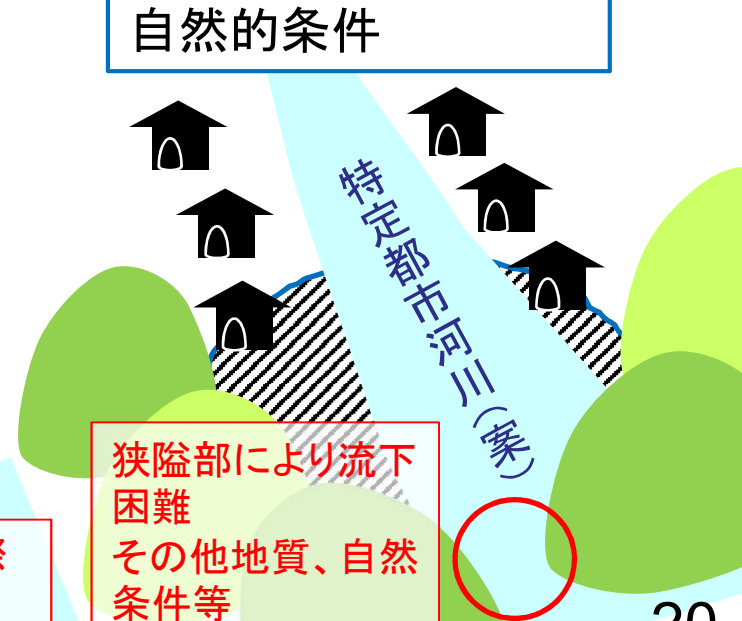 自然的条件
特定都市河川（案）
狭隘部により流下
困難
その他地質、自然
条件等
20